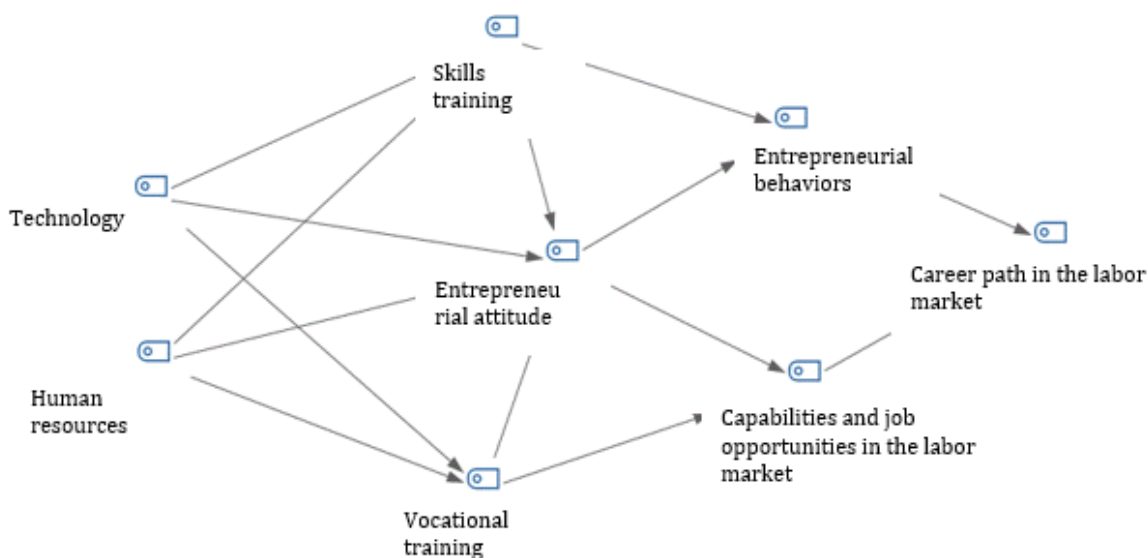 Skills
training
Entrepreneurial
behaviors
Technology
Career path in the labor
market
Entrepreneu
rial attitude
Human
resources
Capabilities and job
opportunities in the labor
market
Vocational
training